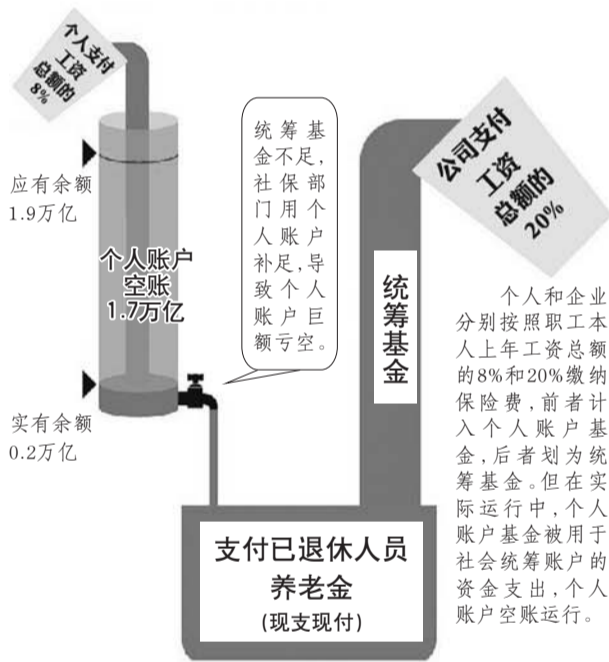 个人支付
工资
总额的
8%
应有余额
1.9万亿
个人账户
空账
1.7万亿
实有余额
0.2万亿
统筹基
金不足,
社保部
门用个
人账户
补足,导
致个人
账户巨
额亏空。
统筹基金
公司支付
工资
总额的
20%
个人和企业
分别按照职工本
人上年工资总额
的8%和20%缴纳
保险费,前者计
入个人账户基
金,后者划为统
筹基金。但在实
际运行中,个人
账户基金被用于
社会统筹账户的
资金支出,个人
账户空账运行。
支付已退休人员
养老金
(现支现付)